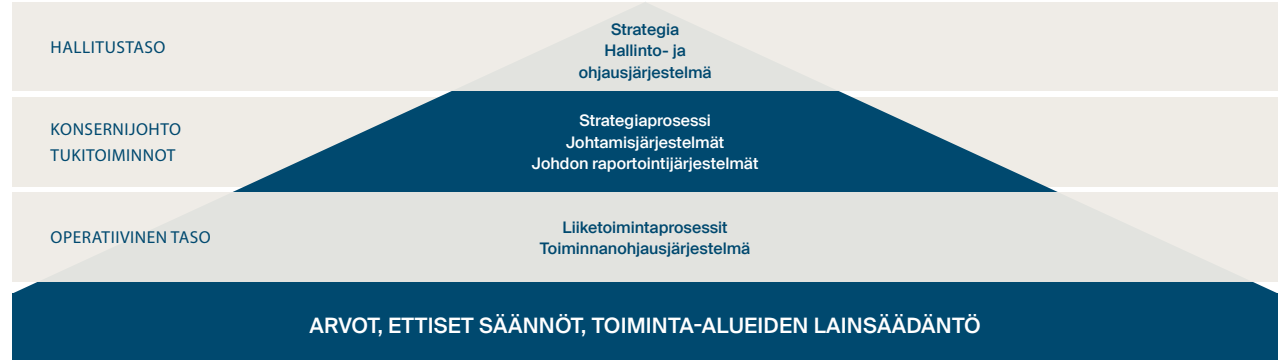 HALLITUSTASO
Strategia
Hallinto- ja
ohjausjärjestelmä
KONSERNIJOHTO
TUKITOIMINNOT
Strategiaprosessi
Johtamisjärjestelmät
Johdon raportointijärjestelmät
OPERATIIVINEN TASO
Liiketoimintaprosessit
Toiminnanohjausjärjestelmä
ARVOT, ETTISET SÄÄNNÖT, TOIMINTA-ALUEIDEN LAINSÄÄDÄNTÖ